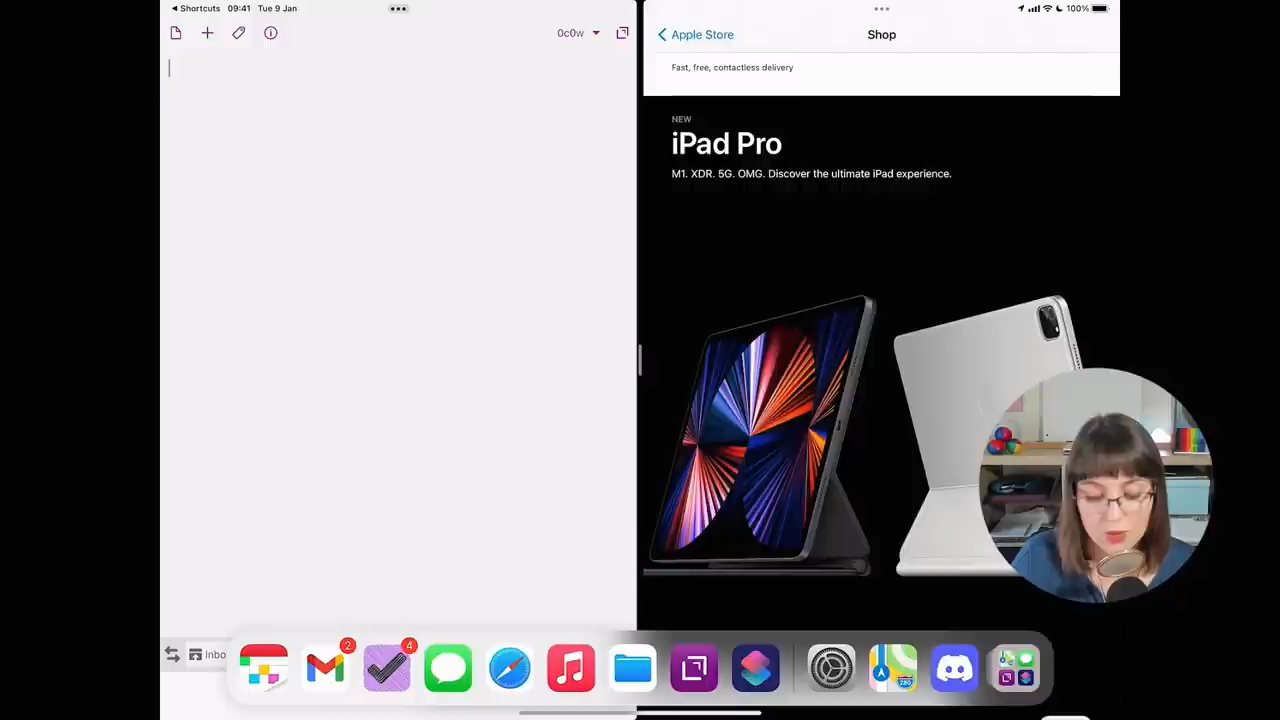 Shortcuts 09:41 Tue 9 Jan
100%
0c0w
Apple Store
Shop
Fast, free, contactless delivery
NEW
iPad Pro
M1. XDR. 5G. OMG. Discover the ultimate iPad experience.
inbo
2
4
280